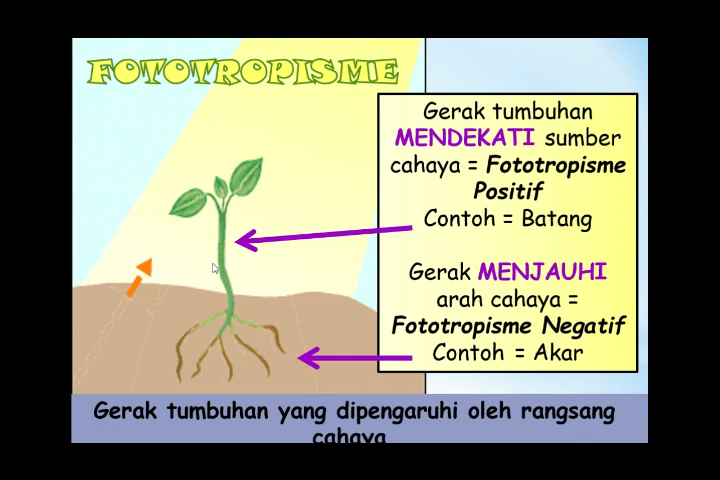 FOTOTROPISME
Gerak tumbuhan
MENDEKATI sumber
cahaya = Fototropisme
Positif
Contoh = Batang
Gerak MENJAUHI
arah cahaya =
Fototropisme Negatif
Contoh = Akar
Gerak tumbuhan yang dipengaruhi oleh rangsang
cahaya